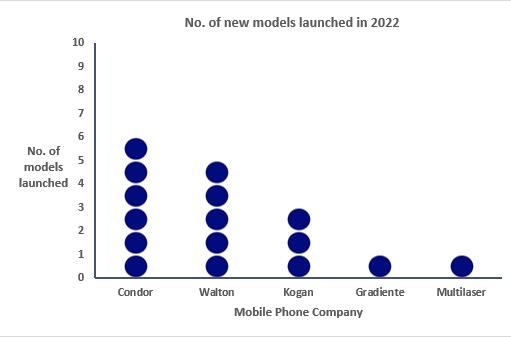 No. of new models launched in 2022
10
9
8
7
6
5
4
3
2
1
0
No. of
models
launched
Condor Walton Kogan Gradiente Multilaser
Mobile Phone Company